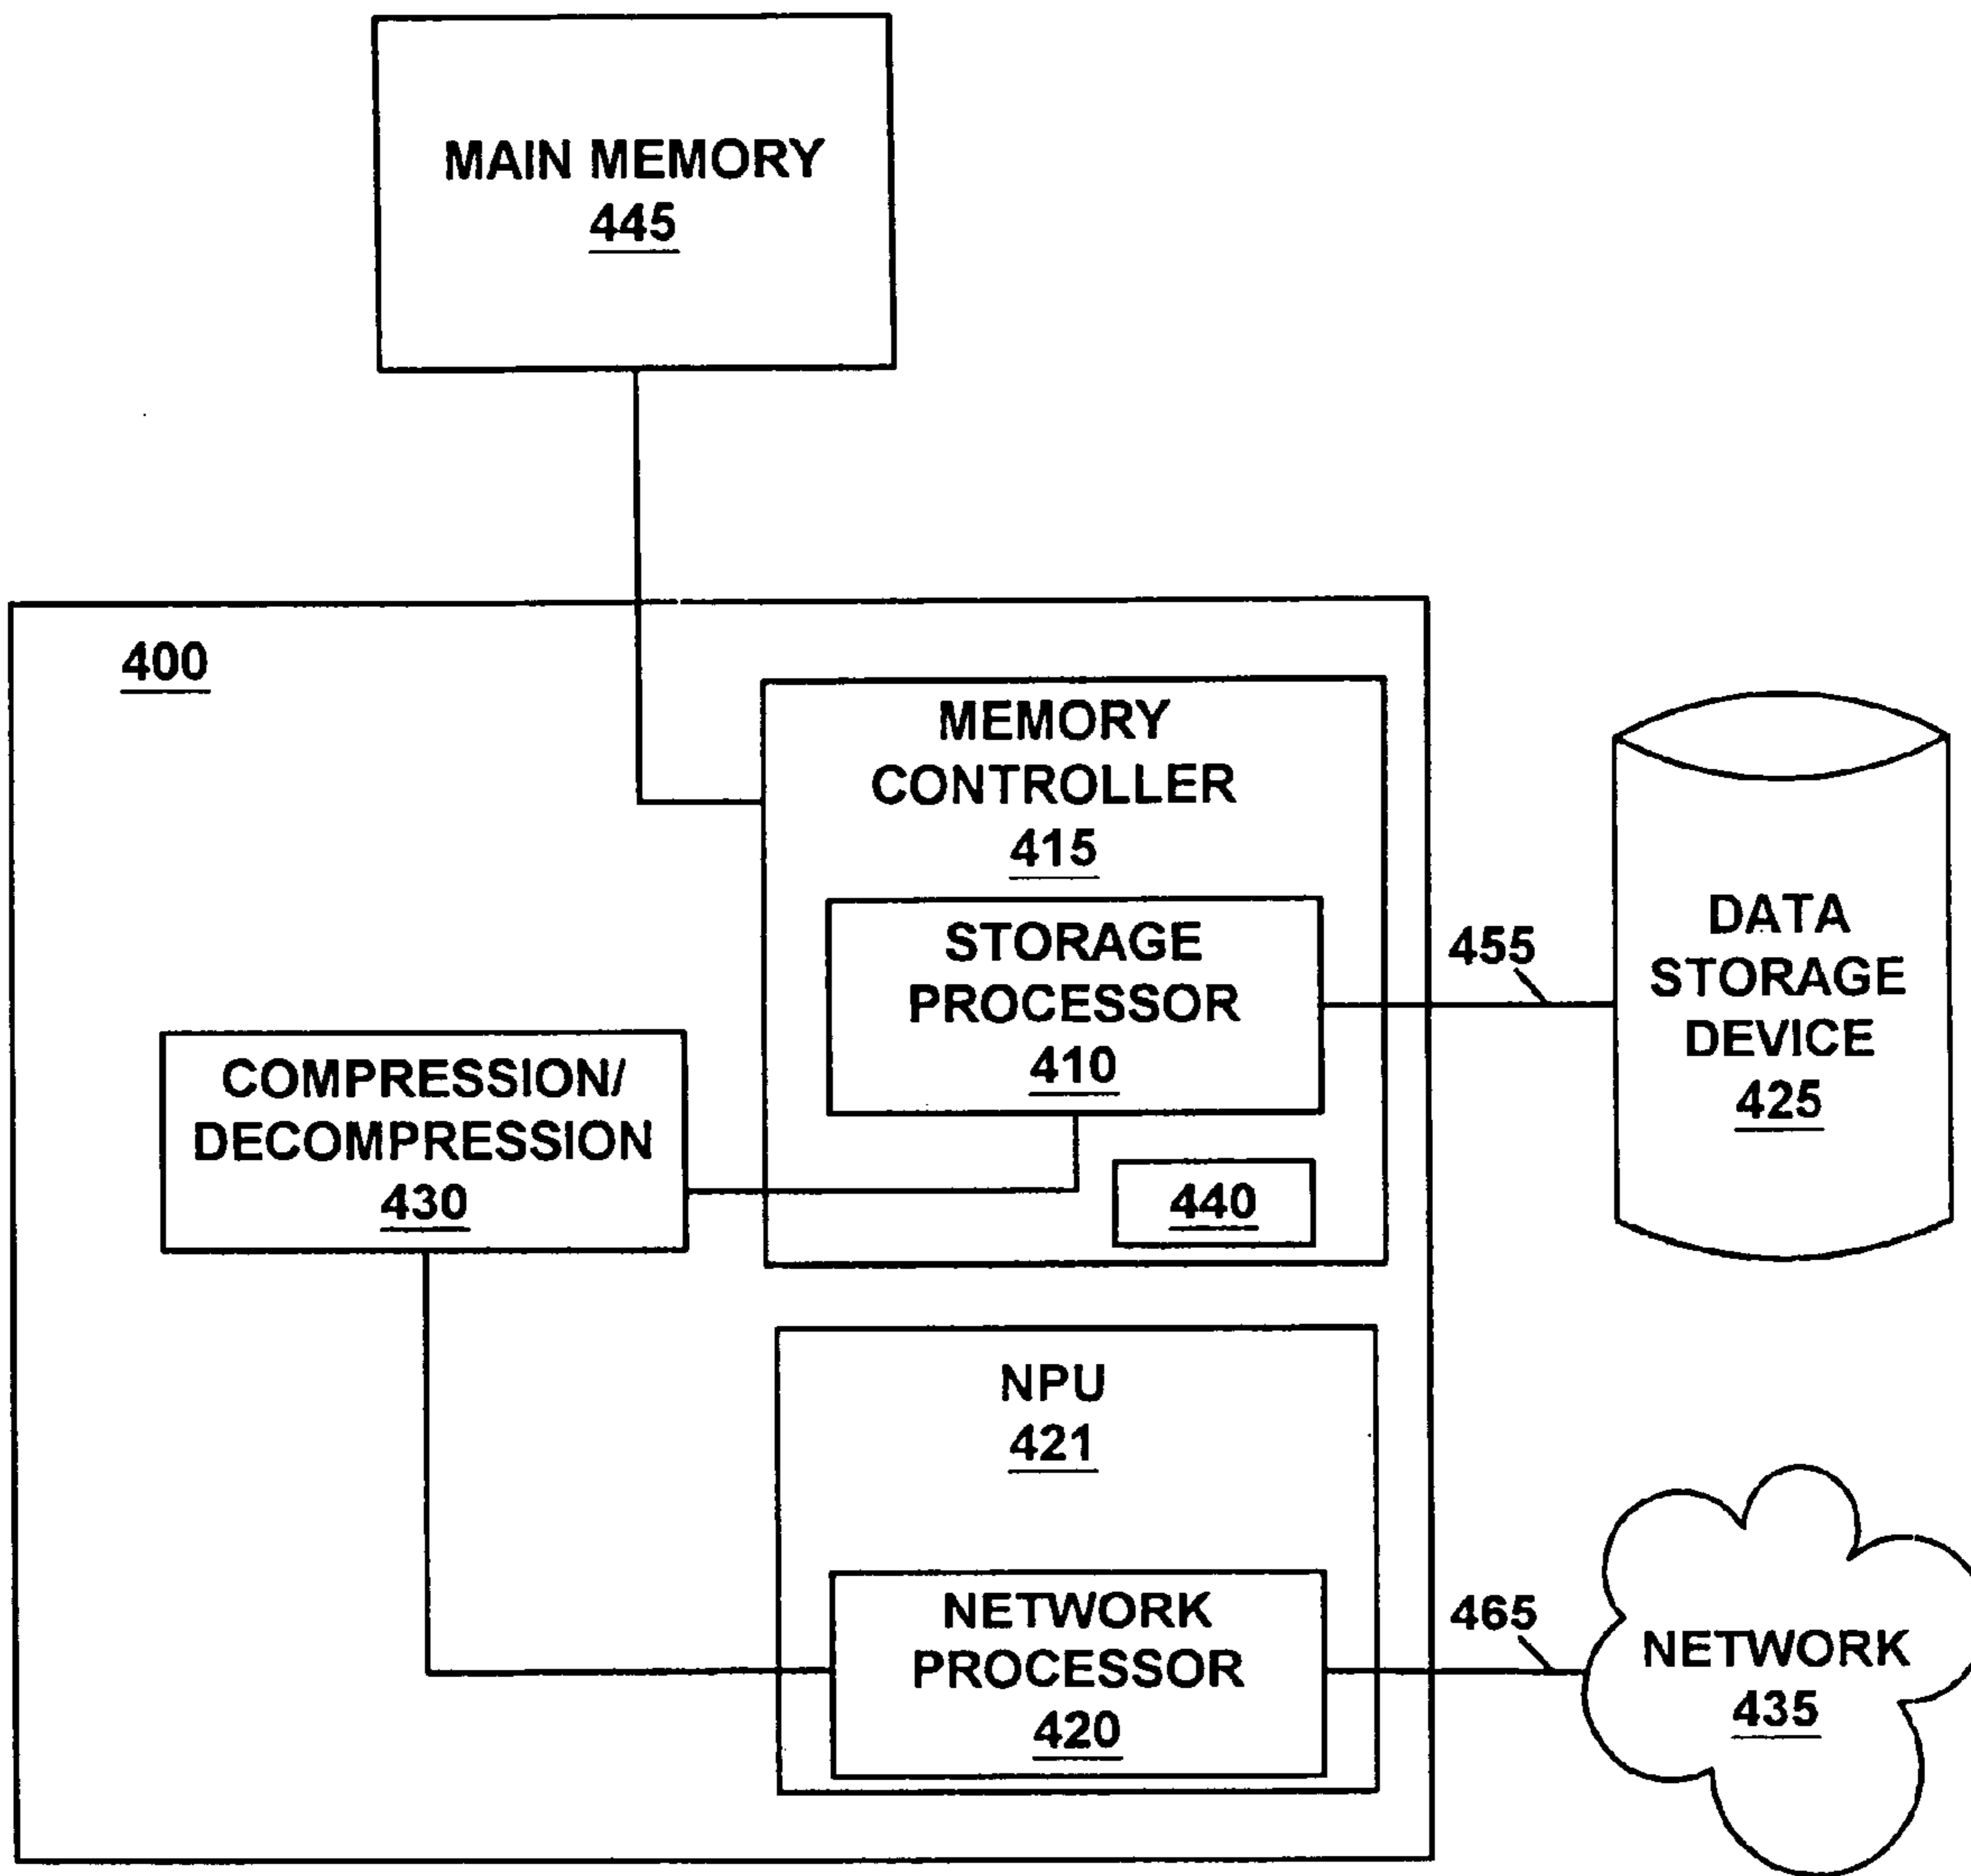 MAIN MEMORY
445
400
MEMORY
CONTROLLER
415
STORAGE
PROCESSOR
410
455
DATA
STORAGE
DEVICE
425
COMPRESSION/
DECOMPRESSION
430
440
NPU
421
NETWORK
PROCESSOR
420
465
NETWORK
435